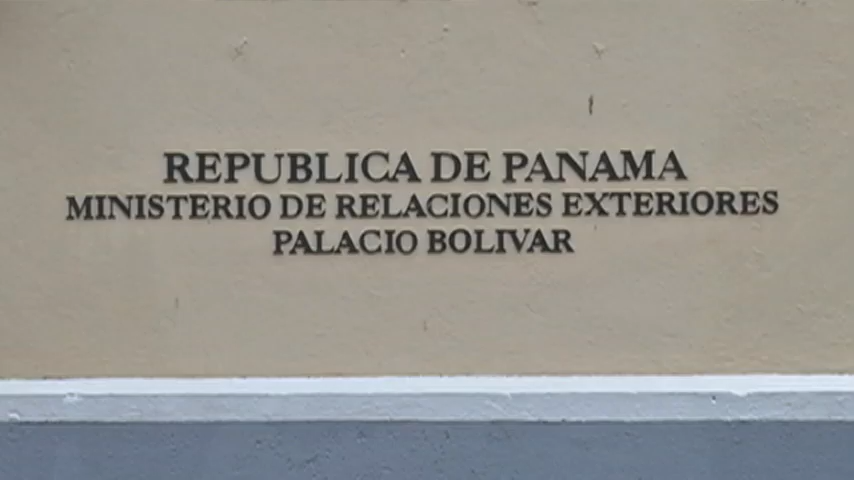 REPUBLICA DE PANAMA
MINISTERIO DE RELACIONES EXTERIORES
PALACIO BOLIVAR